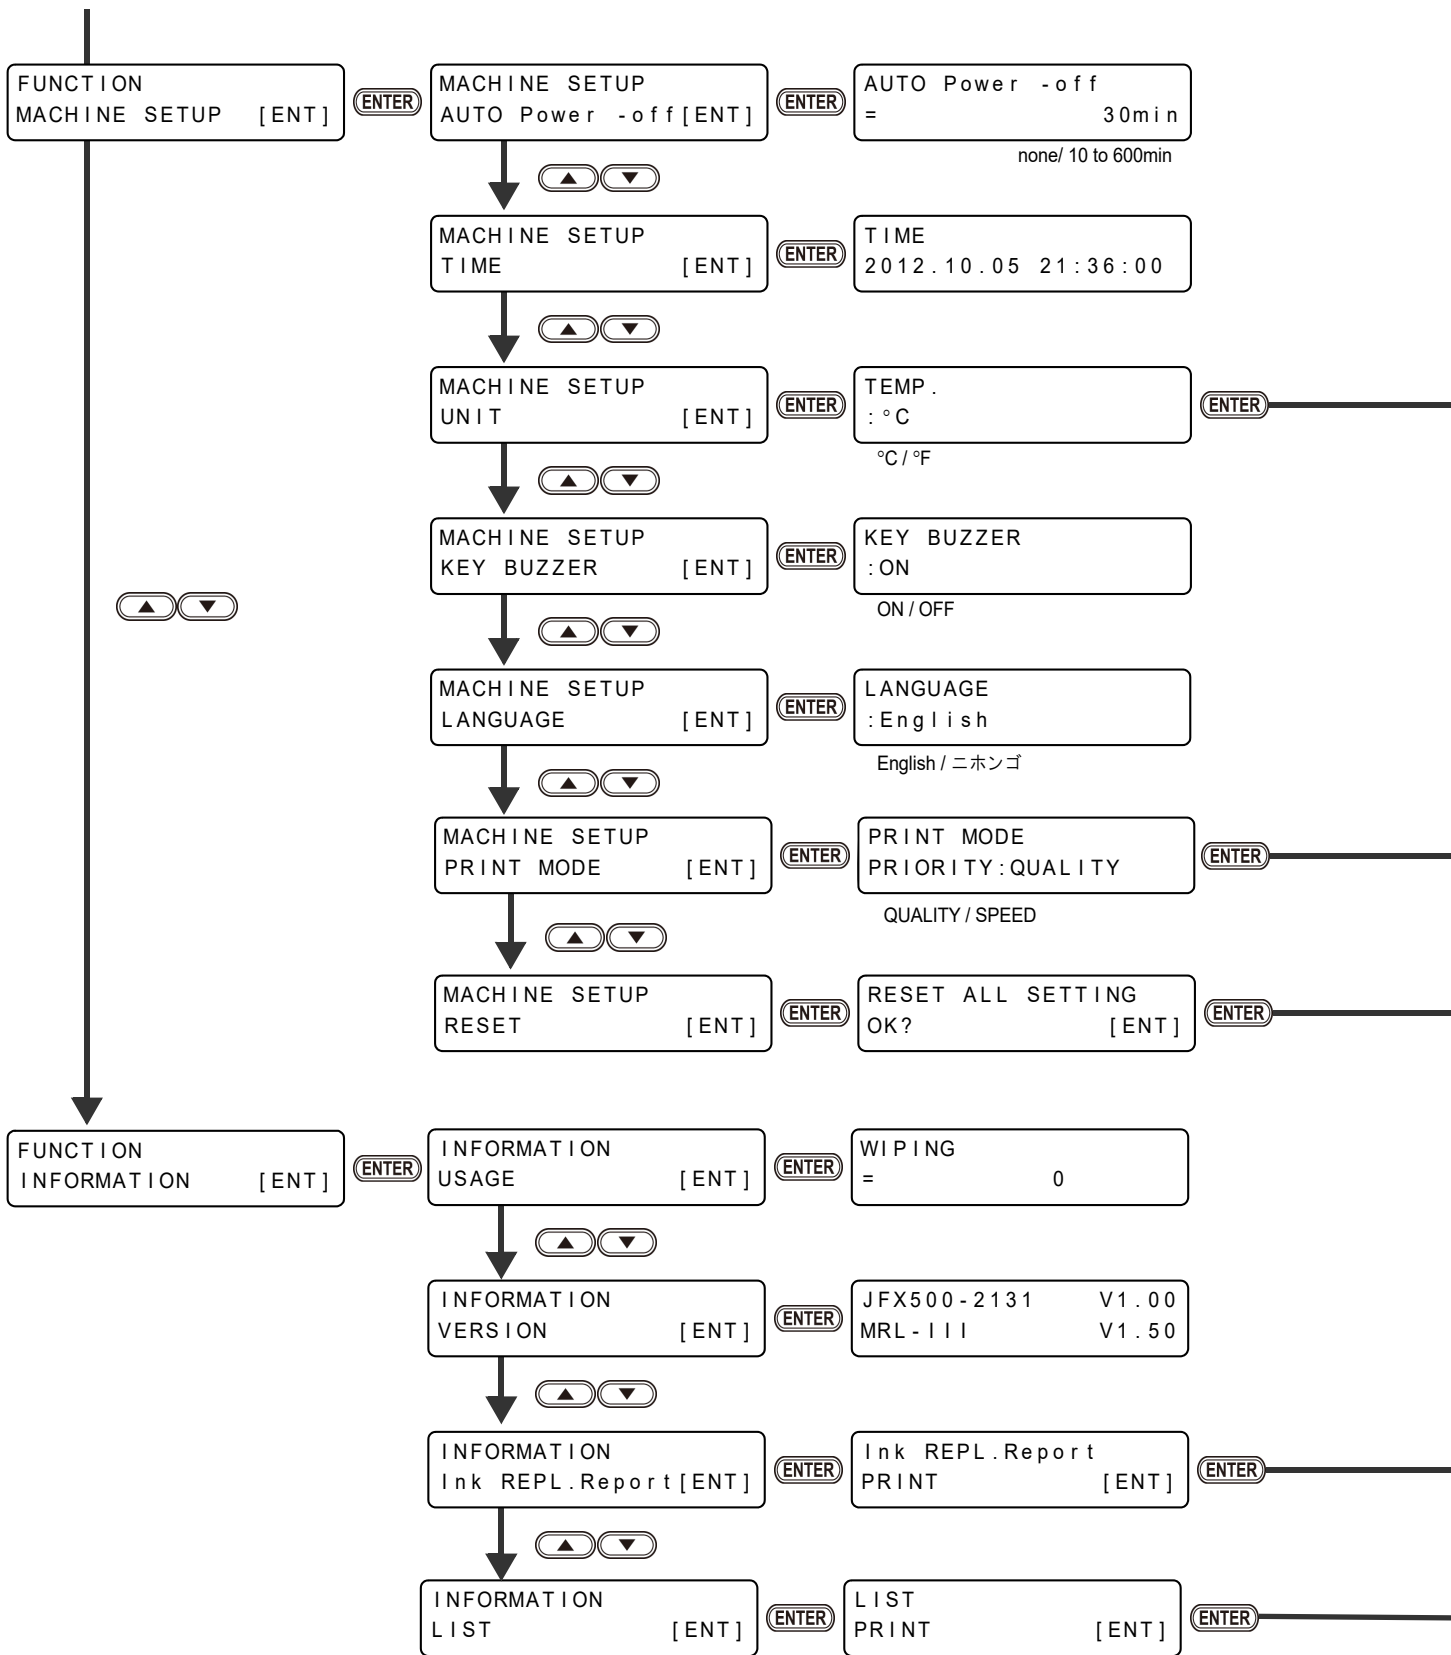 FUNCTION
MACHINE SETUP [ENT]
ENTER
MACHINE SETUP
AUTO Power -off[ENT]
ENTER
AUTO Power -off
= 30min
none/ 10 to 600min
MACHINE SETUP
TIME [ENT]
ENTER
TIME
2012.10.05 21:36:00
MACHINE SETUP
UNIT [ENT]
ENTER
TEMP.
:°C
ENTER
°C / °F
MACHINE SETUP
KEY BUZZER [ENT]
ENTER
KEY BUZZER
:ON
ON / OFF
MACHINE SETUP
LANGUAGE [ENT]
ENTER
LANGUAGE
:English
English / ニホンゴ
MACHINE SETUP
PRINT MODE [ENT]
ENTER
PRINT MODE
PRIORITY:QUALITY
ENTER
QUALITY / SPEED
MACHINE SETUP
RESET [ENT]
ENTER
RESET ALL SETTING
OK? [ENT]
ENTER
FUNCTION
INFORMATION [ENT]
ENTER
INFORMATION
USAGE [ENT]
ENTER
WIPING
= 0
INFORMATION
VERSION [ENT]
ENTER
JFX500-2131 V1.00
MRL-III V1.50
INFORMATION
Ink REPL.Report[ENT]
ENTER
Ink REPL.Report
PRINT [ENT]
ENTER
INFORMATION
LIST [ENT]
ENTER
LIST
PRINT [ENT]
ENTER